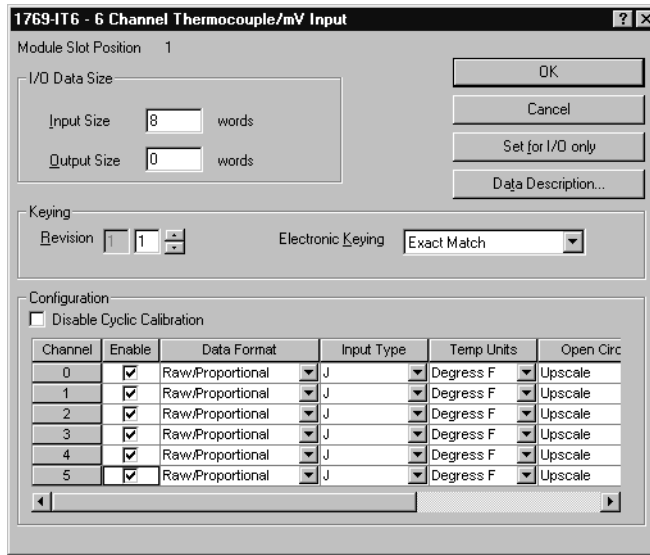 1769-IT6 - 6 Channel Thermocouple/mV Input
Module Slot Position 1
I/O Data Size
Input Size 8 words
Output Size 0 words
OK
Cancel
Set for I/O only
Data Description...
Keying
Revision 1 1
Electronic Keying Exact Match
Configuration
Disable Cyclic Calibration
Channel Enable Data Format Input Type Temp Units Open Circ
0 Raw/Proportional J Degress F Upscale
1 Raw/Proportional J Degress F Upscale
2 Raw/Proportional J Degress F Upscale
3 Raw/Proportional J Degress F Upscale
4 Raw/Proportional J Degress F Upscale
5 Raw/Proportional J Degress F Upscale